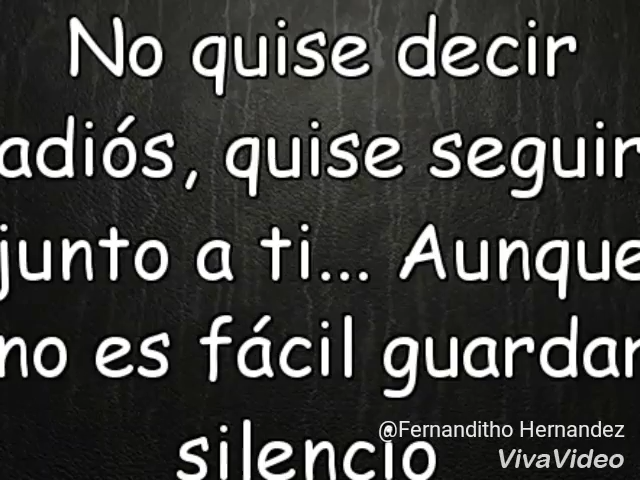 No quise decir
adiós, quise seguir
junto a ti... Aunque
no es fácil guardar
silencio
@Fernanditho Hernandez
VivaVideo